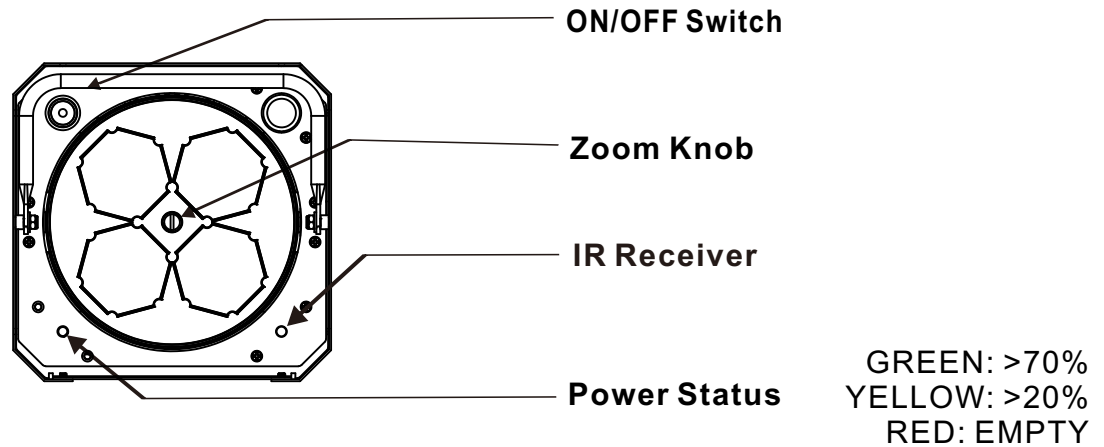 ON/OFF Switch
Zoom Knob
IR Receiver
Power Status
GREEN: >70%
YELLOW: >20%
RED: EMPTY